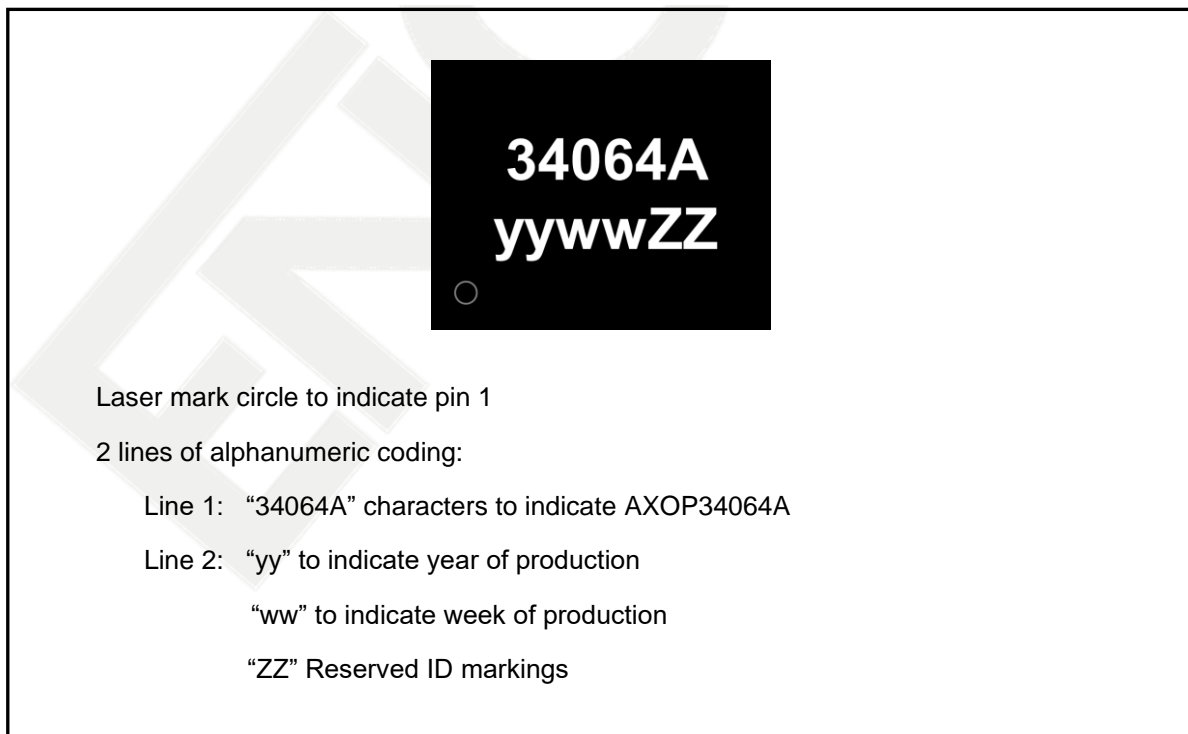 34064A
yywwZZ
Laser mark circle to indicate pin 1
2 lines of alphanumeric coding:
Line 1: “34064A” characters to indicate AXOP34064A
Line 2: “yy” to indicate year of production
“ww” to indicate week of production
“ZZ” Reserved ID markings